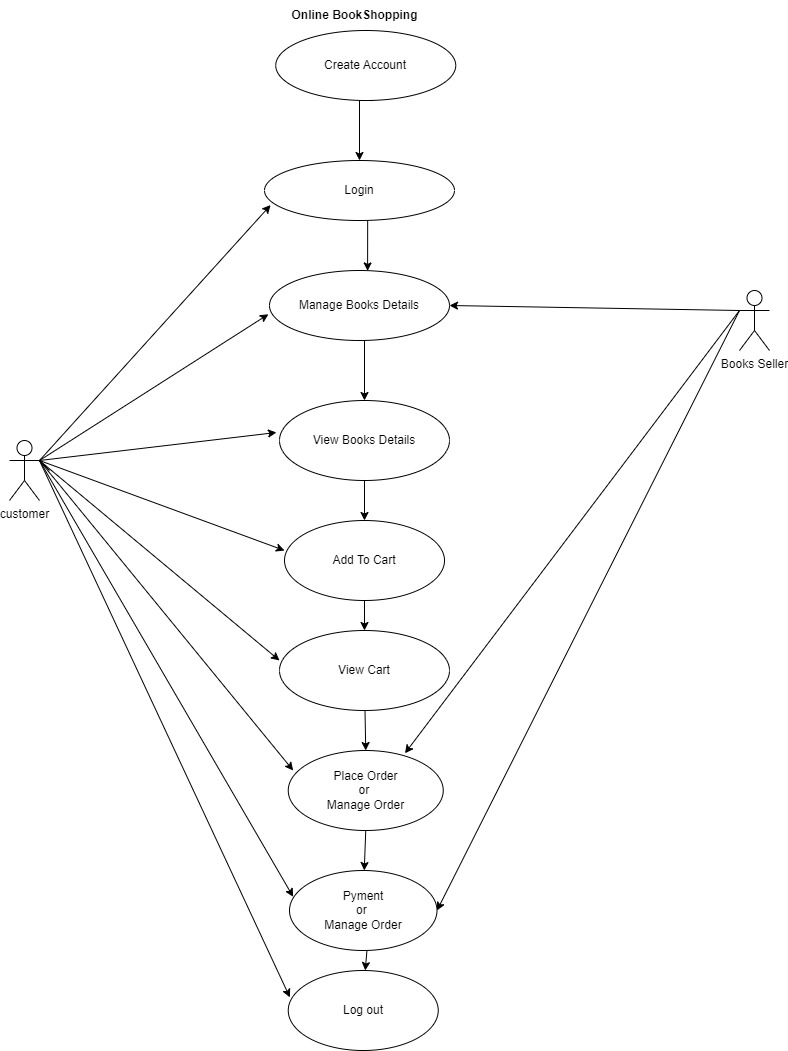 Online BookShopping
Create Account
Login
Manage Books Details
Books Seller
View Books Details
customer
Add To Cart
View Cart
Place Order
or
Manage Order
Pyment
or
Manage Order
Log out